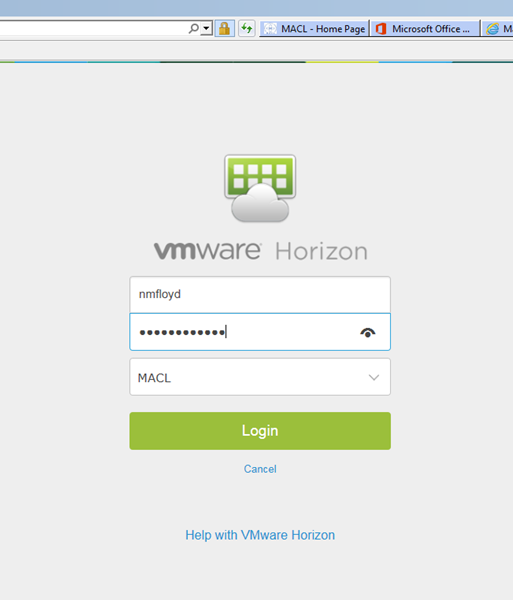 MACL - Home Page Microsoft Office ... M
vmware Horizon
nmfloyd
••••••••••••
MACL
Login
Cancel
Help with VMware Horizon